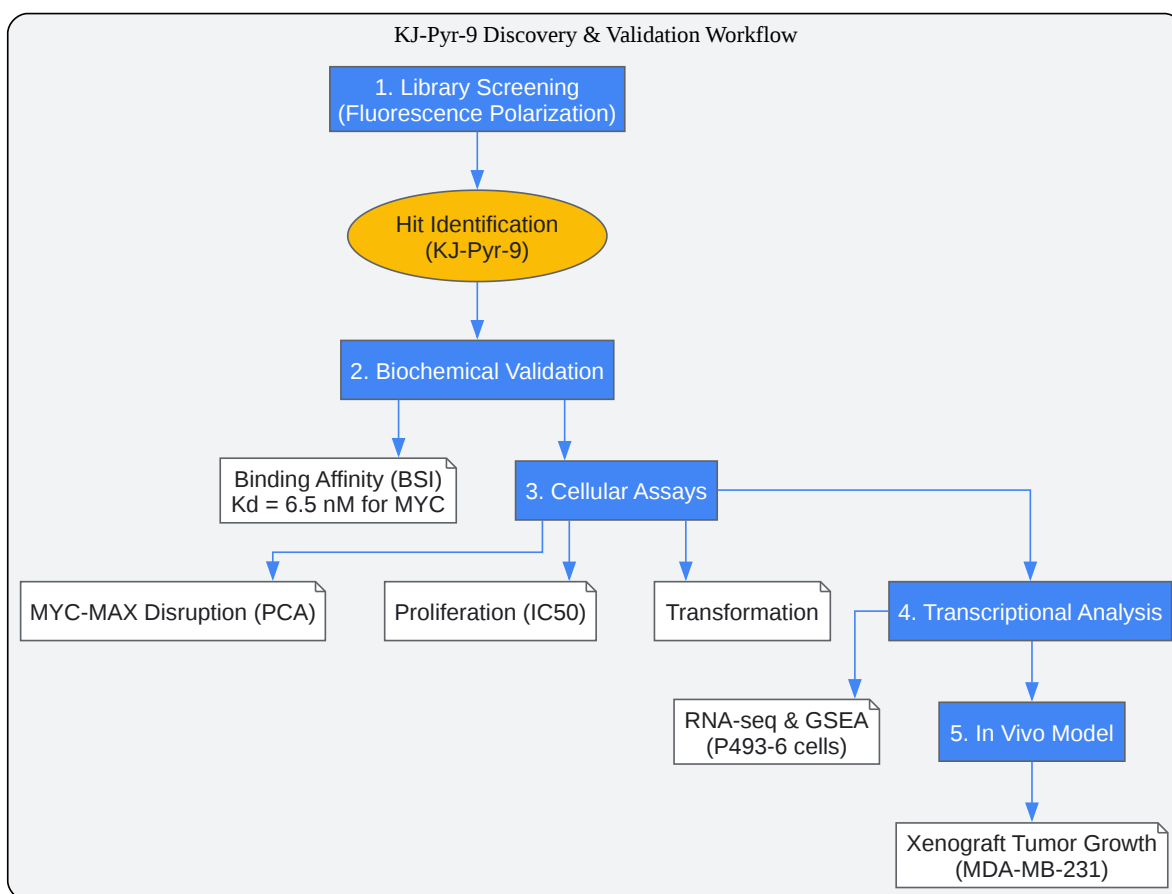 KJ-Pyr-9 Discovery & Validation Workflow
1. Library Screening
(Fluorescence Polarization)
Hit Identification
(KJ-Pyr-9)
2. Biochemical Validation
Binding Affinity (BSI)
Kd = 6.5 nM for MYC
3. Cellular Assays
MYC-MAX Disruption (PCA)
Proliferation (IC50)
Transformation
4. Transcriptional Analysis
RNA-seq & GSEA
(P493-6 cells)
5. In Vivo Model
Xenograft Tumor Growth
(MDA-MB-231)